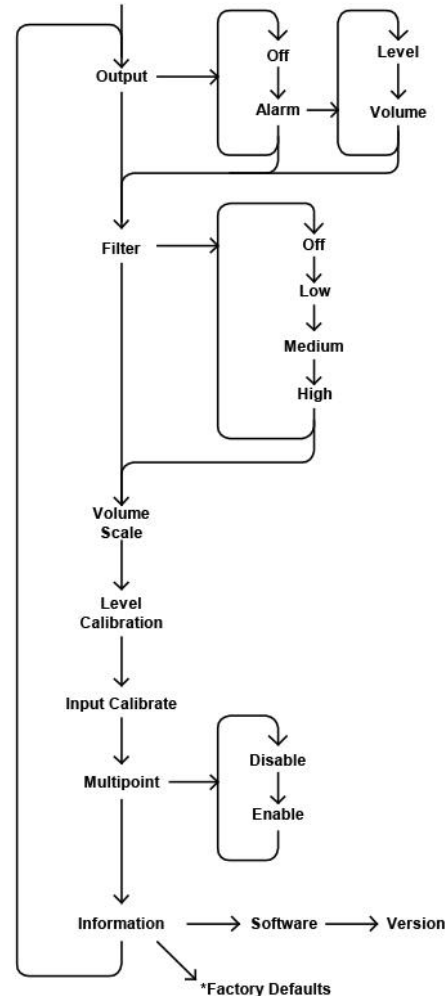 Output
Off
Alarm
Level
Volume
Filter
Off
Low
Medium
High
Volume
Scale
Level
Calibration
Input Calibrate
Multipoint
Disable
Enable
Information
Software
Version
*Factory Defaults